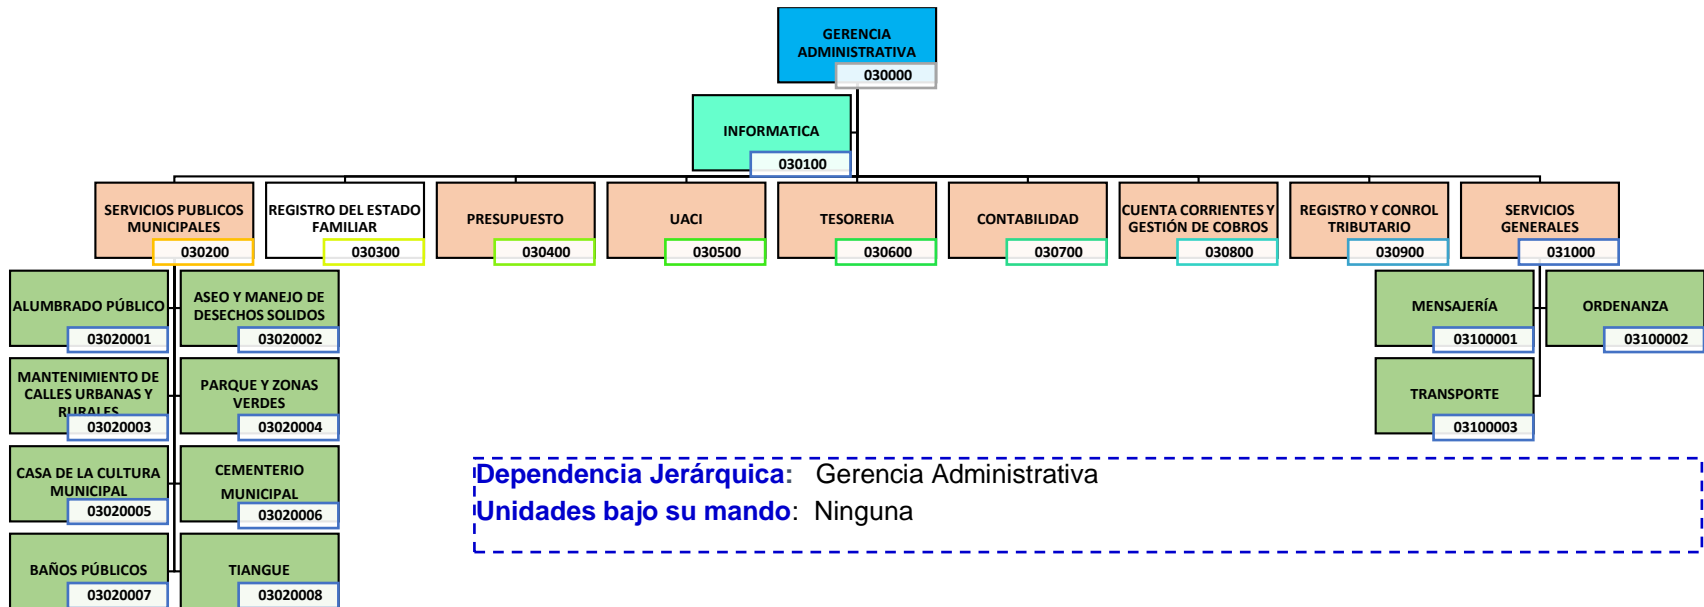 GERENCIA
ADMINISTRATIVA
030000
INFORMATICA
030100
SERVICIOS PUBLICOS
MUNICIPALES
030200
REGISTRO DEL ESTADO
FAMILIAR
030300
PRESUPUESTO
030400
UACI
030500
TESORERIA
030600
CONTABILIDAD
030700
CUENTA CORRIENTES Y
GESTIÓN DE COBROS
030800
REGISTRO Y CONROL
TRIBUTARIO
030900
SERVICIOS
GENERALES
031000
ALUMBRADO PÚBLICO
03020001
ASEO Y MANEJO DE
DESECHOS SOLIDOS
03020002
MENSAJERÍA
03100001
ORDENANZA
03100002
MANTENIMIENTO DE
CALLES URBANAS Y
RURALES
03020003
PARQUE Y ZONAS
VERDES
03020004
TRANSPORTE
03100003
CASA DE LA CULTURA
MUNICIPAL
03020005
CEMENTERIO
MUNICIPAL
03020006
Dependencia Jerárquica: Gerencia Administrativa
Unidades bajo su mando: Ninguna
BAÑOS PÚBLICOS
03020007
TIANGUE
03020008